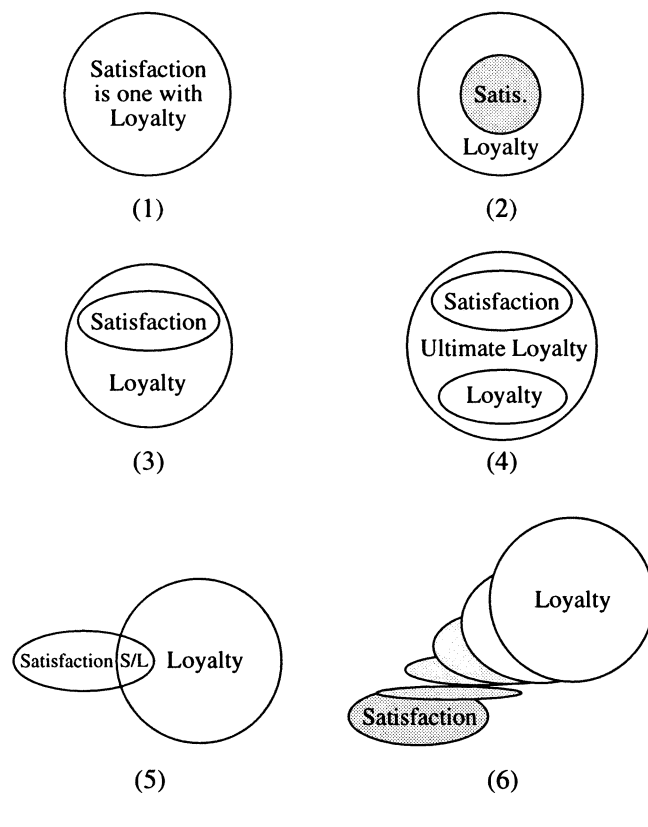 Satisfaction
is one with
Loyalty
(1)
Satis.
Loyalty
(2)
Satisfaction
Loyalty
(3)
Satisfaction
Ultimate Loyalty
Loyalty
(4)
Satisfaction S/L Loyalty
(5)
Loyalty
Satisfaction
(6)